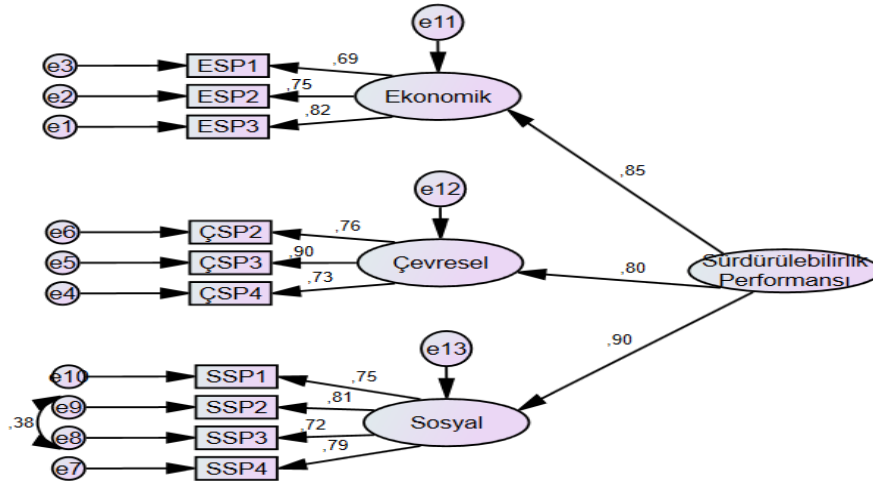 e11
e3
ESP1
,69
e2
ESP2
,75
Ekonomik
e1
ESP3
,82
,85
e12
e6
ÇSP2
,76
e5
ÇSP3
,90
Çevresel
e4
ÇSP4
,73
,80
Sürdürülebilirlik
Performansı
e13
,90
e10
SSP1
,75
e9
SSP2
,81
,38
Sosyal
e8
SSP3
,72
e7
SSP4
,79